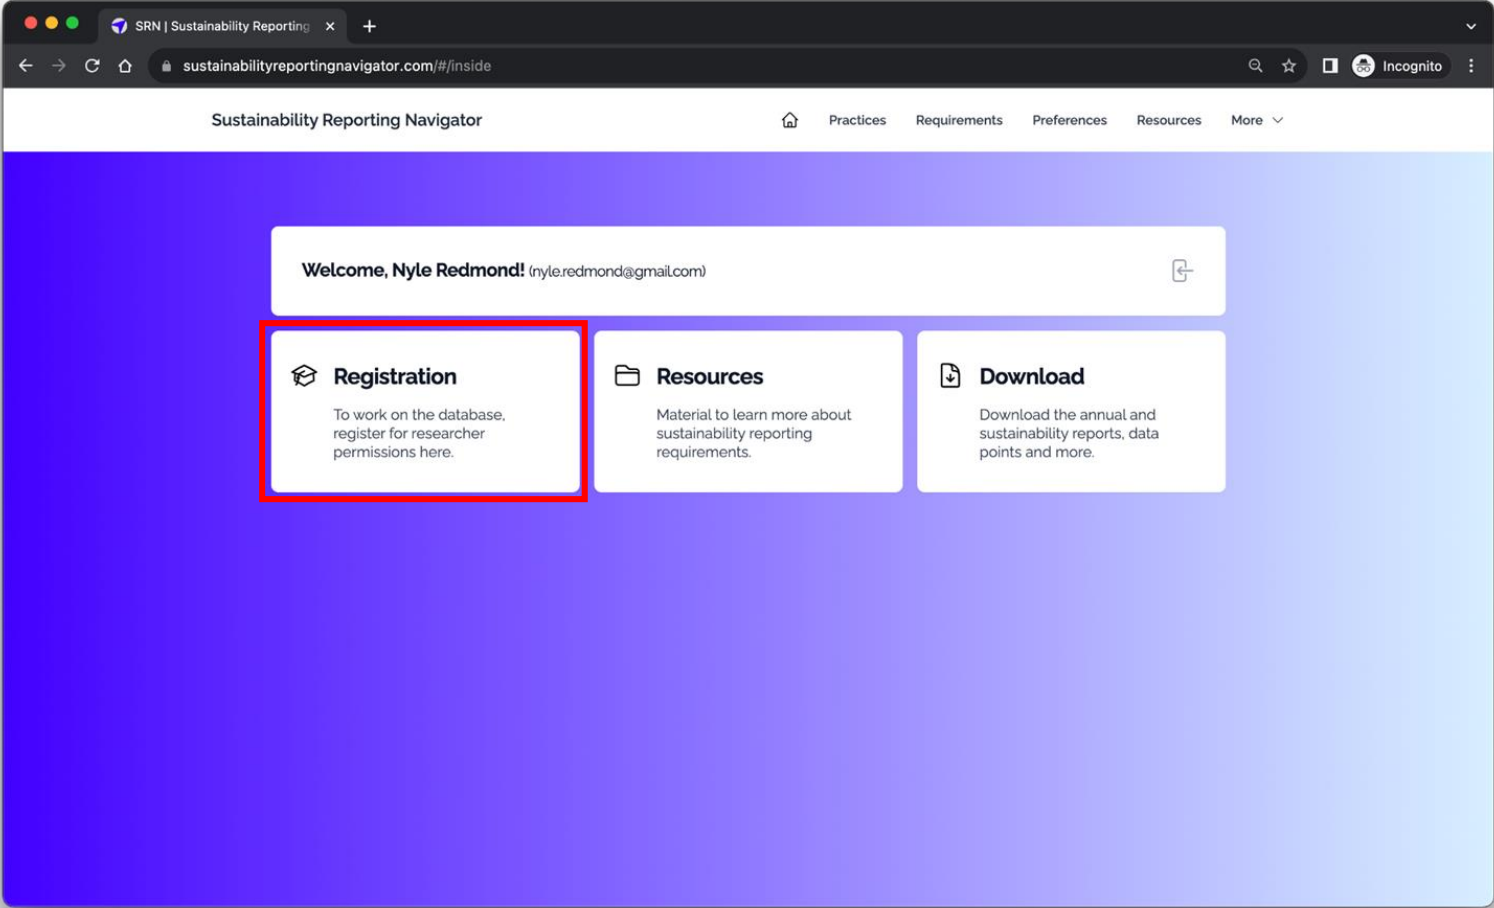 SRN | Sustainability Reporting
sustainabilityreportingnavigator.com/#/inside
Incognito
Sustainability Reporting Navigator
Practices
Requirements
Preferences
Resources
More
Welcome, Nyle Redmond! (nyle.redmond@gmail.com)
Registration
To work on the database,
register for researcher
permissions here.
Resources
Material to learn more about
sustainability reporting
requirements.
Download
Download the annual and
sustainability reports, data
points and more.